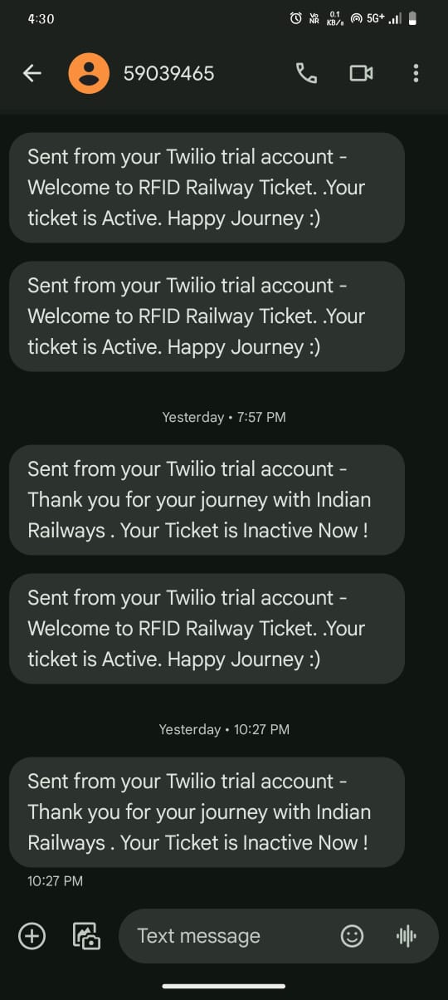 4:30
Vo NR
0.1 KB/s
5G+
59039465
Sent from your Twilio trial account -
Welcome to RFID Railway Ticket. .Your
ticket is Active. Happy Journey :)
Sent from your Twilio trial account -
Welcome to RFID Railway Ticket. .Your
ticket is Active. Happy Journey :)
Yesterday • 7:57 PM
Sent from your Twilio trial account -
Thank you for your journey with Indian
Railways . Your Ticket is Inactive Now !
Sent from your Twilio trial account -
Welcome to RFID Railway Ticket. .Your
ticket is Active. Happy Journey :)
Yesterday • 10:27 PM
Sent from your Twilio trial account -
Thank you for your journey with Indian
Railways . Your Ticket is Inactive Now !
10:27 PM
Text message